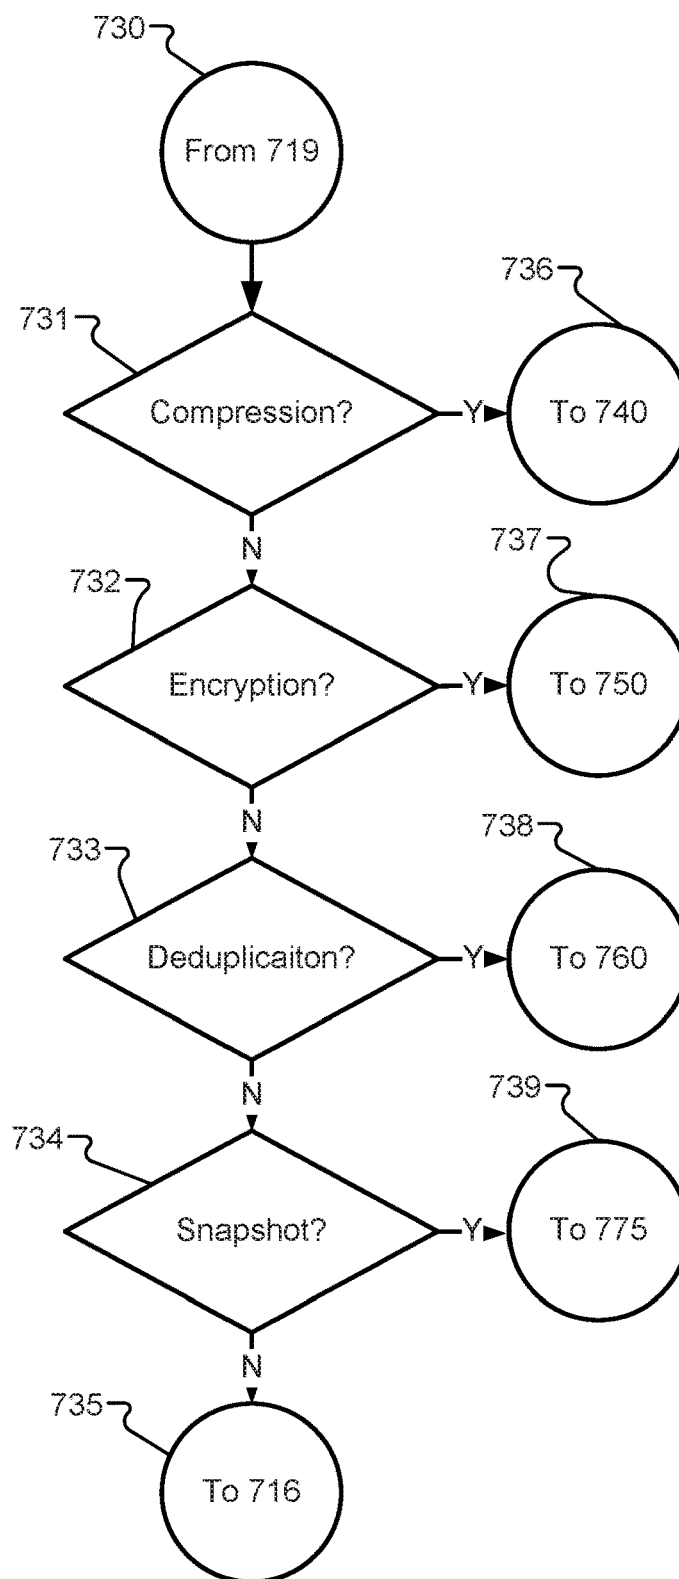 730
From 719
736
731
Compression?
Y
To 740
N
737
732
Encryption?
Y
To 750
N
738
733
Deduplicaiton?
Y
To 760
N
739
734
Snapshot?
Y
To 775
N
735
To 716